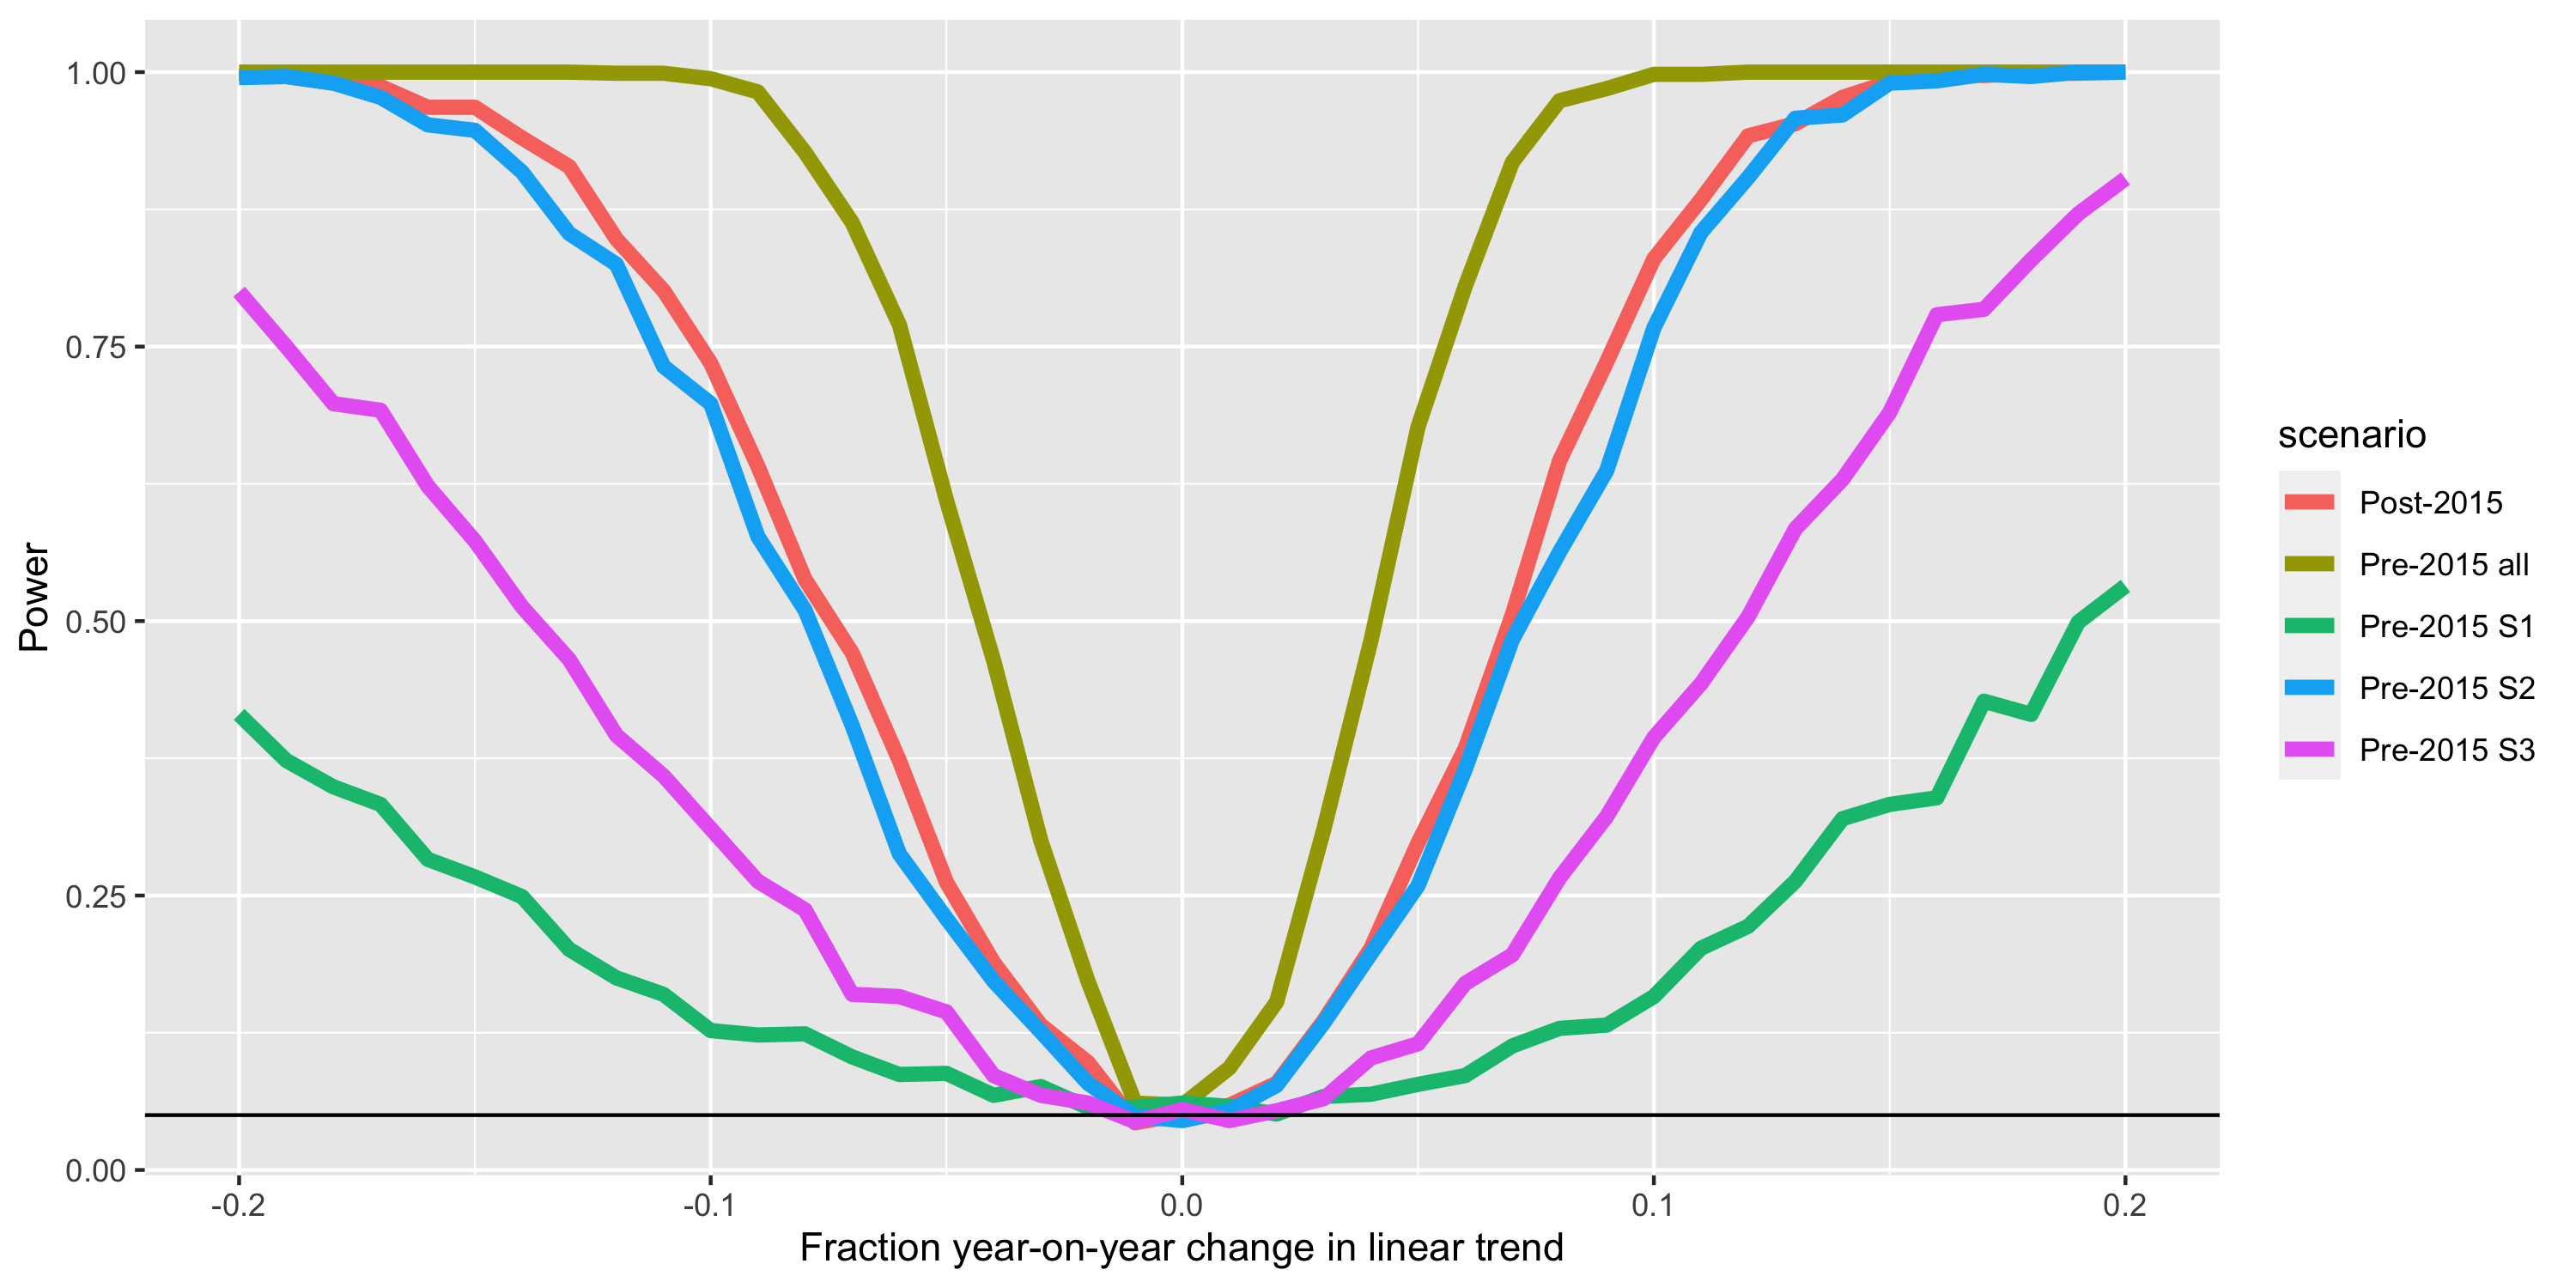 1.00
0.75
0.50
0.25
0.00
Power
-0.2
-0.1
0.0
0.1
0.2
Fraction year-on-year change in linear trend
scenario
Post-2015
Pre-2015 all
Pre-2015 S1
Pre-2015 S2
Pre-2015 S3